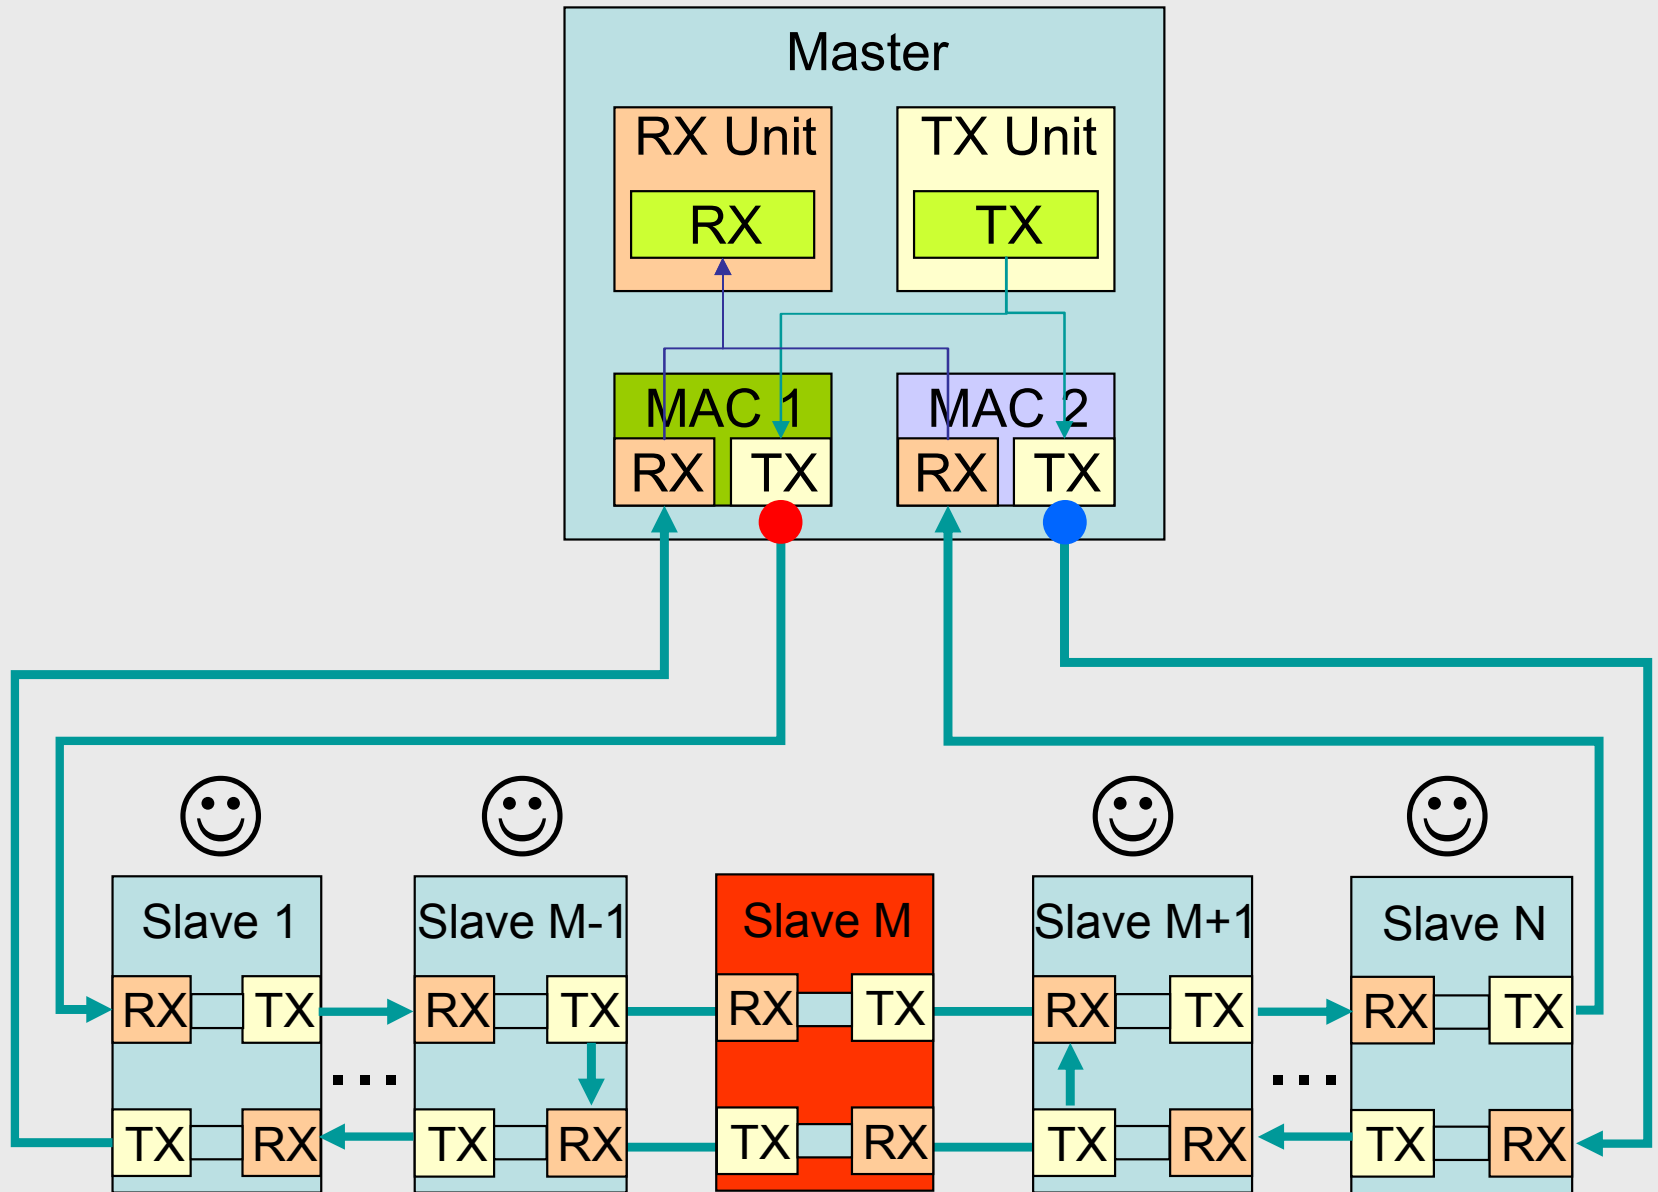 Master
RX Unit
TX Unit
RX
TX
MAC 1
MAC 2
RX
TX
RX
TX
Slave 1
Slave M-1
Slave M
Slave M+1
Slave N
RX
TX
RX
TX
RX
TX
RX
TX
RX
TX
...
...
TX
RX
TX
RX
TX
RX
TX
RX
TX
RX